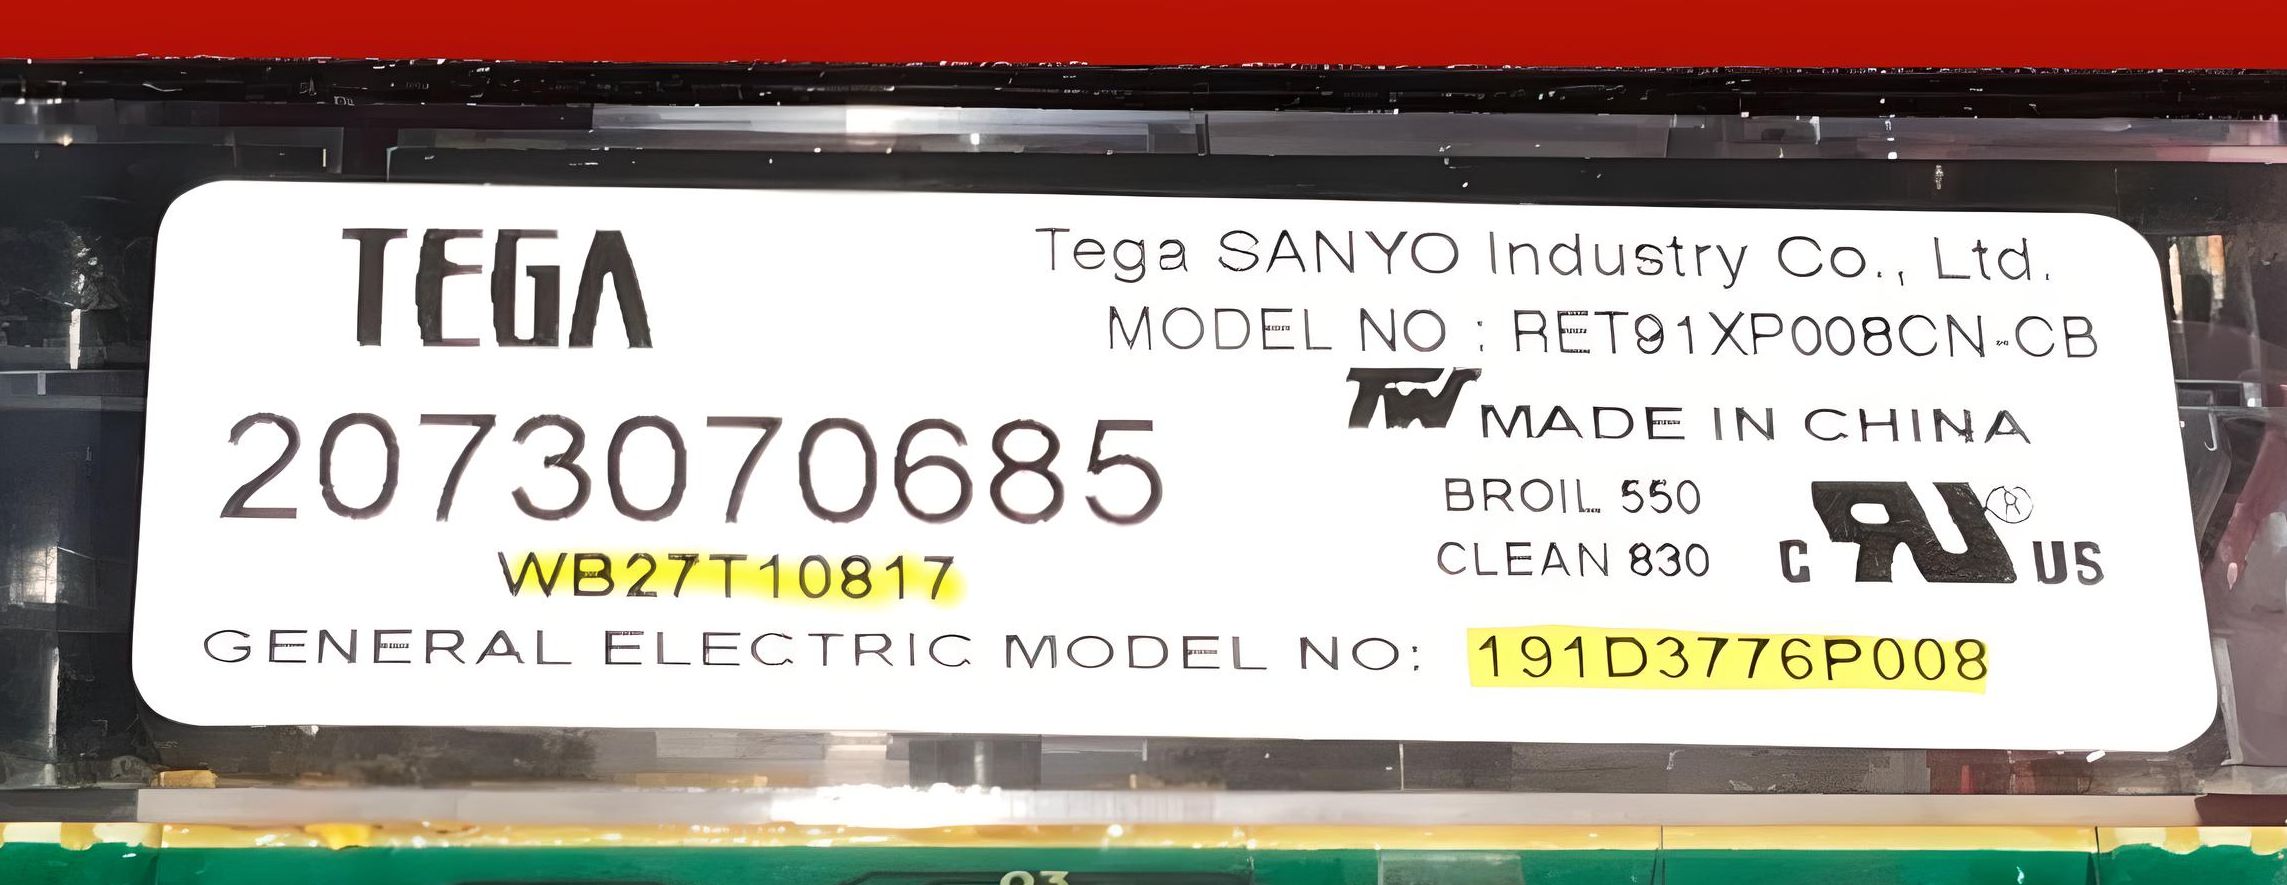 TEGA
Tega SANYO Industry Co., Ltd.
MODEL NO : RET91XP008CN-CB
2073070685
MADE IN CHINA
BROIL 550
CLEAN 830
C RU® US
WB27T10817
GENERAL ELECTRIC MODEL NO: 191D3776P008